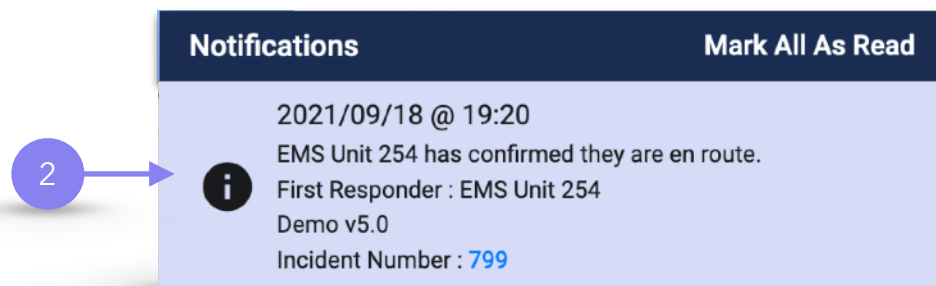 Notifications
Mark All As Read
2021/09/18 @ 19:20
EMS Unit 254 has confirmed they are en route.
2
First Responder : EMS Unit 254
Demo v5.0
Incident Number : 799